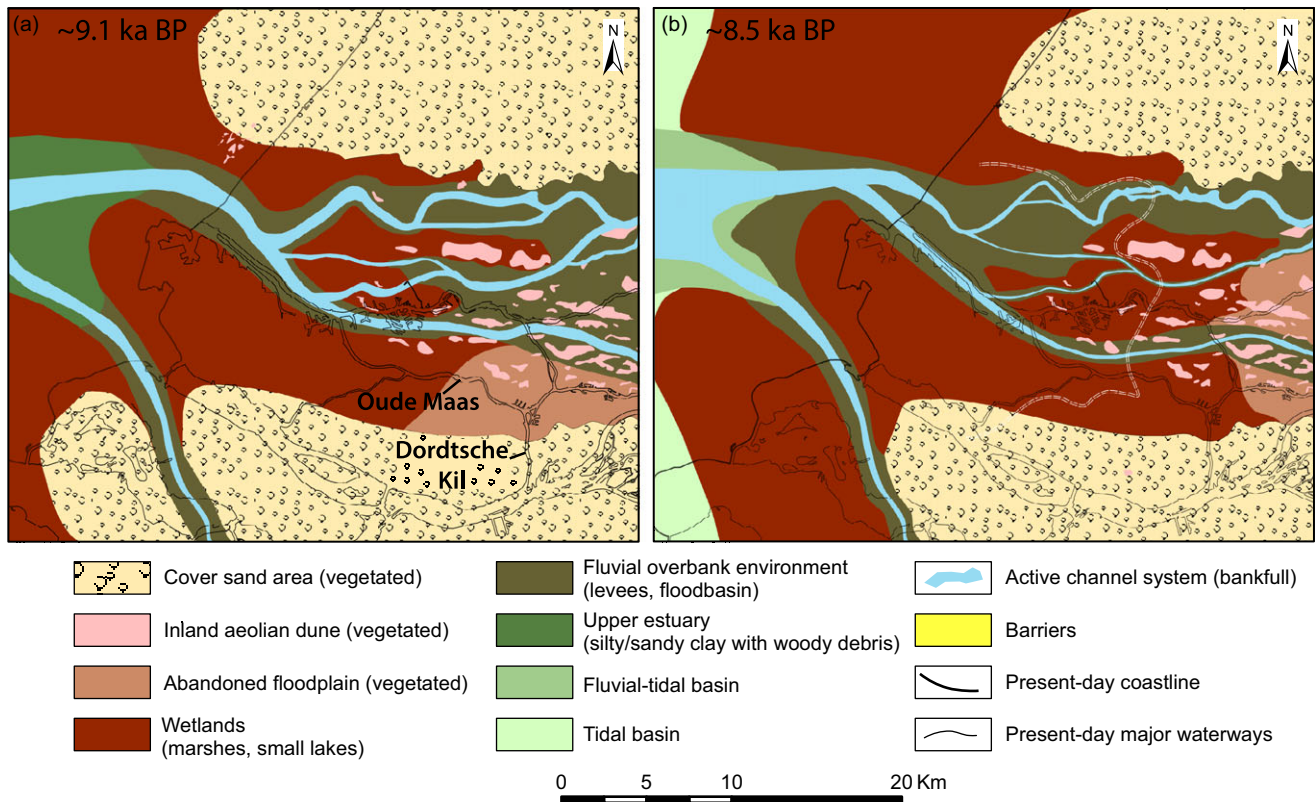 (a) ~9.1 ka BP
N
Oude Maas
Dordtsche
Kil
(b) ~8.5 ka BP
N
Cover sand area (vegetated)
Inland aeolian dune (vegetated)
Abandoned floodplain (vegetated)
Wetlands
(marshes, small lakes)
Fluvial overbank environment
(levees, floodbasin)
Upper estuary
(silty/sandy clay with woody debris)
Fluvial-tidal basin
Tidal basin
Active channel system (bankfull)
Barriers
Present-day coastline
Present-day major waterways
0 5 10 20 Km